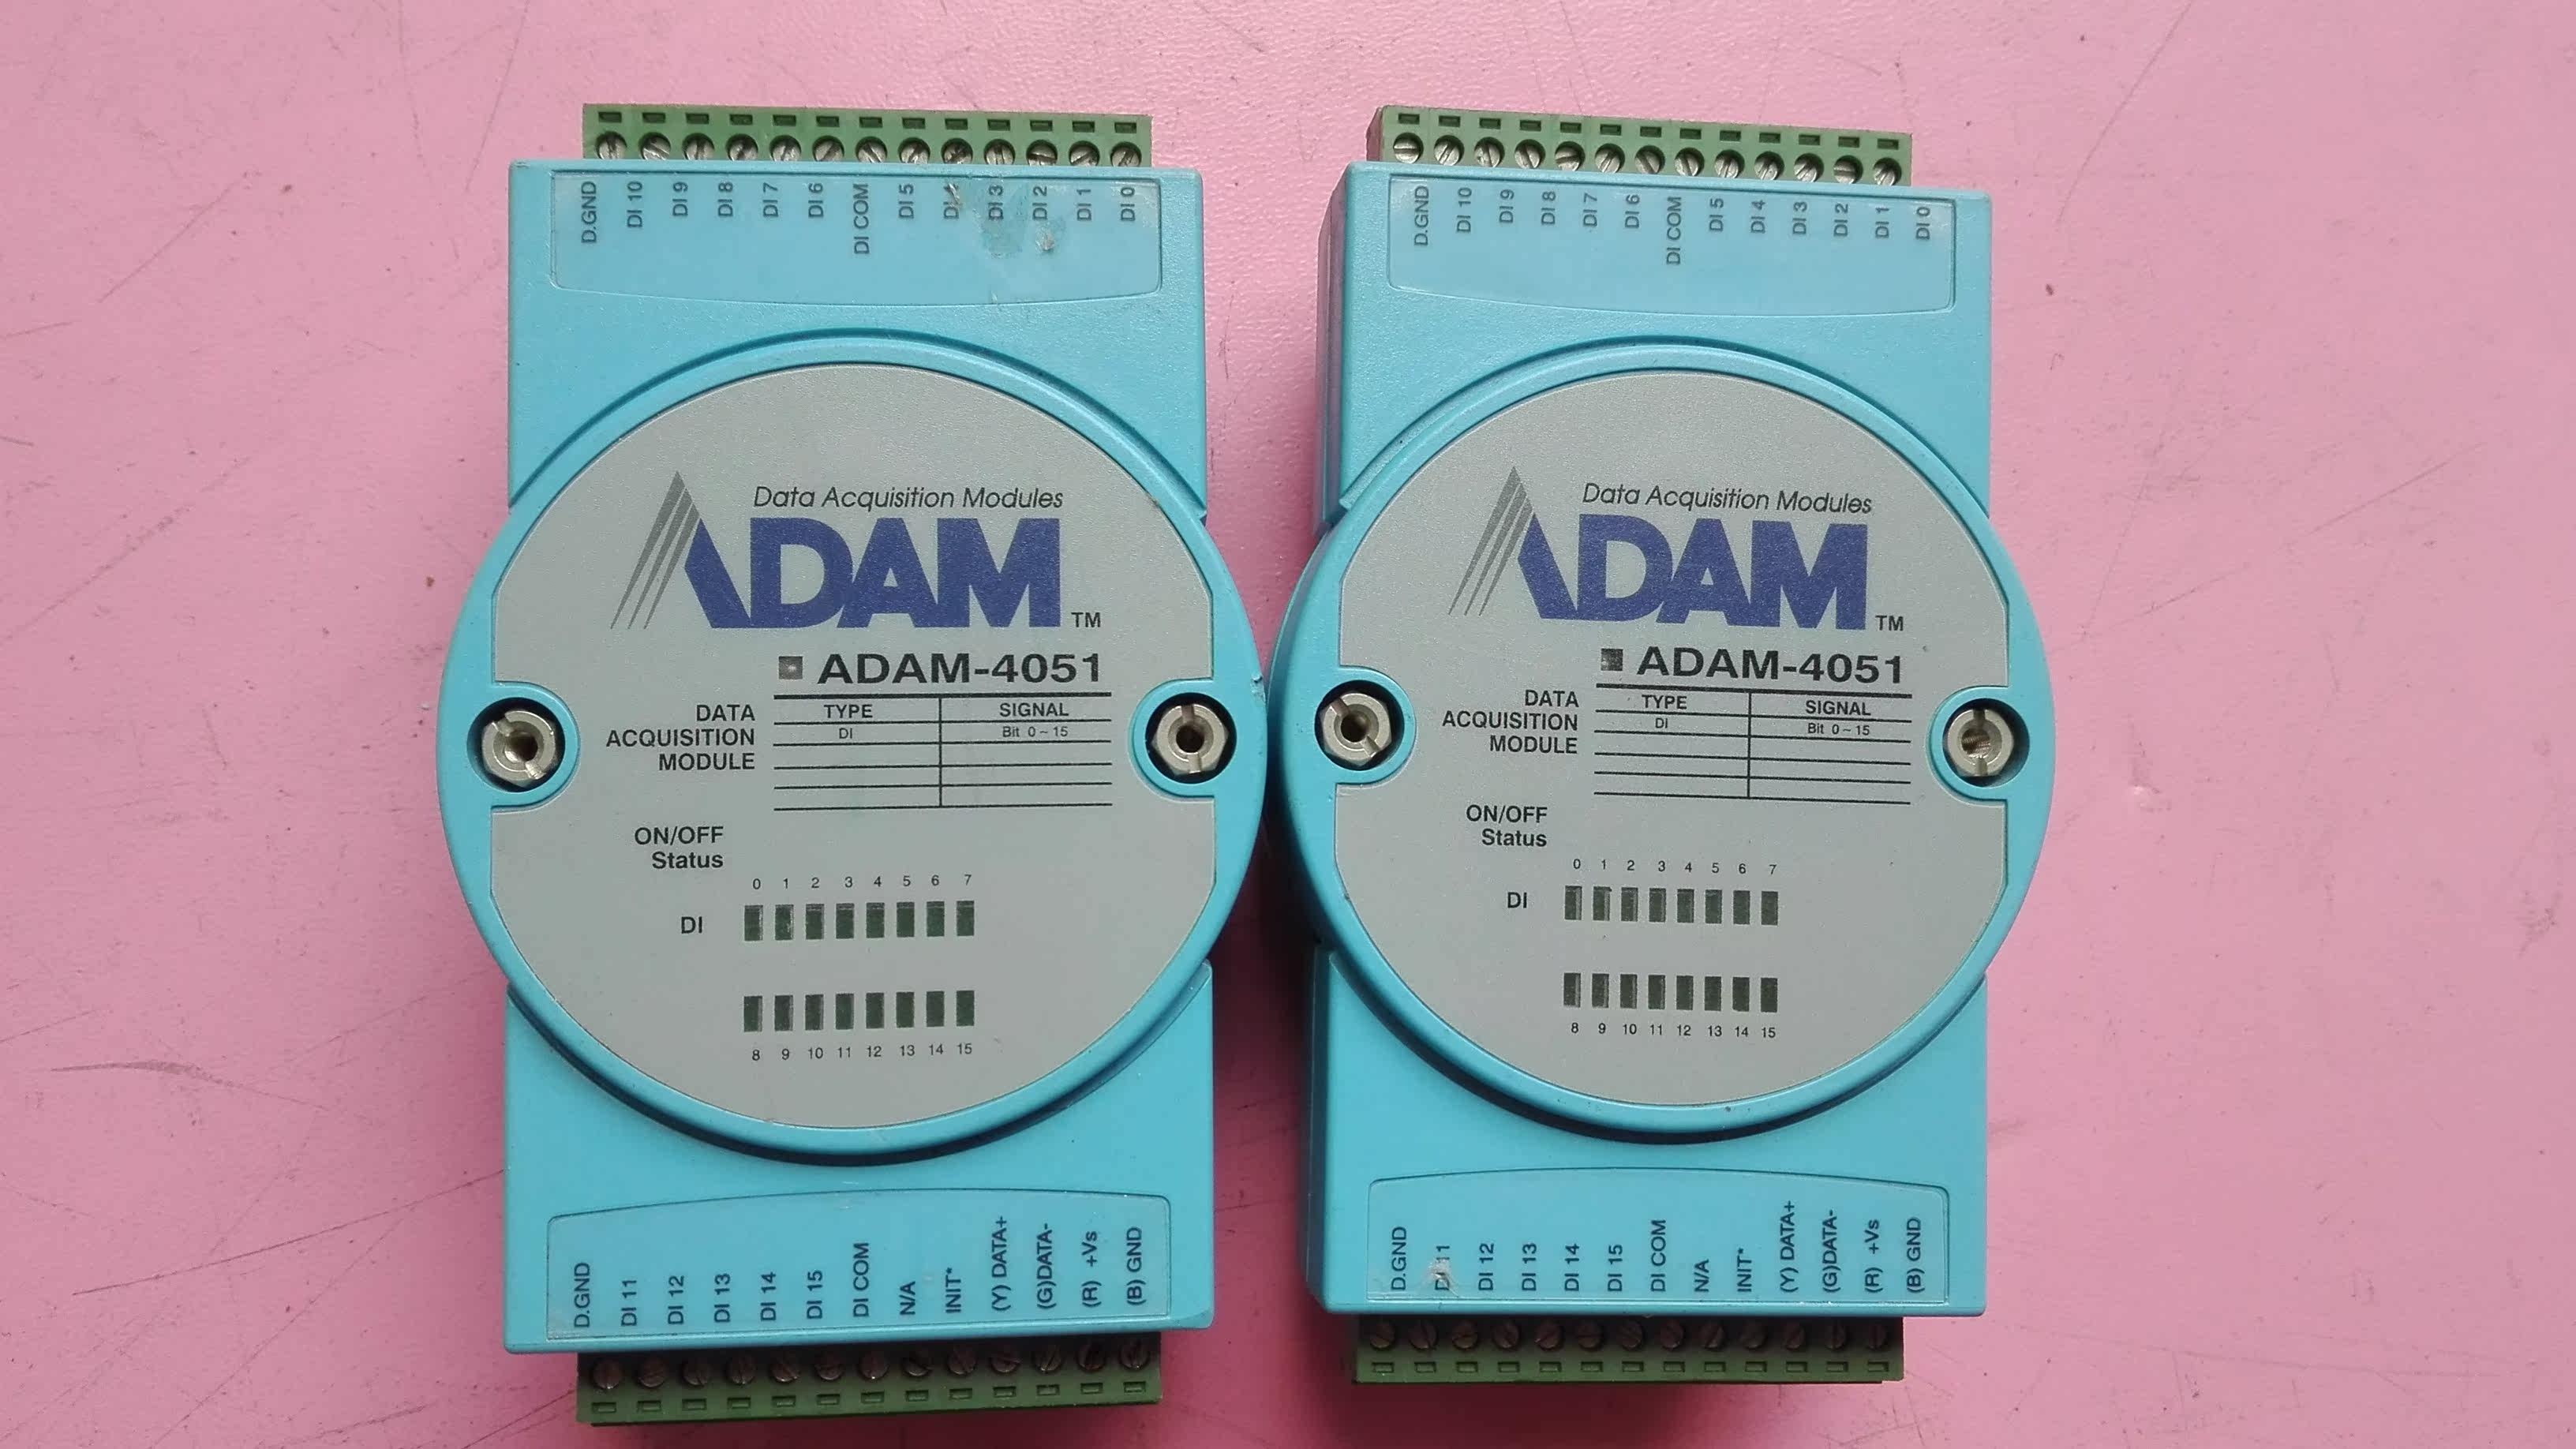 D.GND DI 10 DI 9 DI 8 DI 7 DI 6 DI COM DI 5 DI 4 DI 3 DI 2 DI 1 DI 0
Data Acquisition Modules
ADAM TM
ADAM-4051
DATA
ACQUISITION
MODULE
TYPE SIGNAL
DI Bit 0~15
ON/OFF
Status
0 1 2 3 4 5 6 7
DI
8 9 10 11 12 13 14 15
D.GND DI 11 DI 12 DI 13 DI 14 DI 15 DI COM N/A INIT* (Y) DATA+ (G)DATA- (R) +Vs (B) GND
D.GND DI 10 DI 9 DI 8 DI 7 DI 6 DI COM DI 5 DI 4 DI 3 DI 2 DI 1 DI 0
Data Acquisition Modules
ADAM TM
ADAM-4051
DATA
ACQUISITION
MODULE
TYPE SIGNAL
DI Bit 0~15
ON/OFF
Status
0 1 2 3 4 5 6 7
DI
8 9 10 11 12 13 14 15
D.GND DI 11 DI 12 DI 13 DI 14 DI 15 DI COM N/A INIT* (Y) DATA+ (G)DATA- (R) +Vs (B) GND